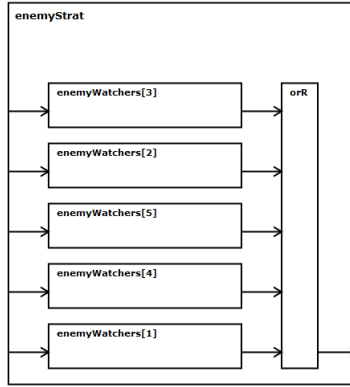 enemyStrat
enemyWatchers[3]
orR
enemyWatchers[2]
enemyWatchers[5]
enemyWatchers[4]
enemyWatchers[1]